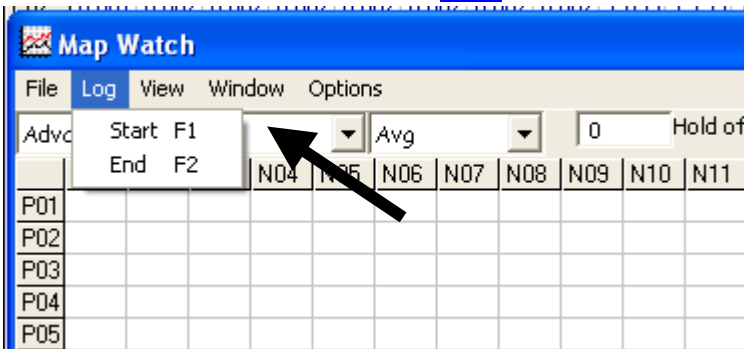 Map Watch
File Log View Window Options
Start F1
End F2
Avg 0 Hold of
N04 N05 N06 N07 N08 N09 N10 N11
P01
P02
P03
P04
P05